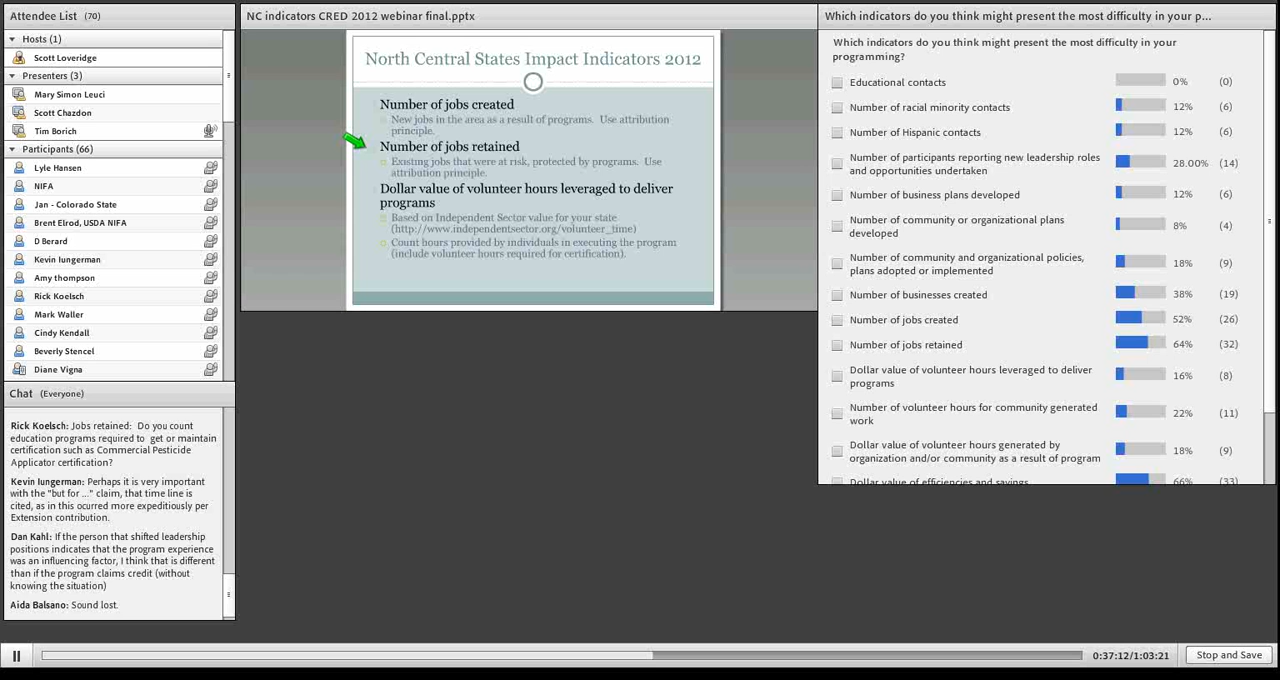 Attendee List (70)
Hosts (1)
Scott Loveridge
Presenters (3)
Mary Simon Leuci
Scott Chazdon
Tim Borich
Participants (66)
Lyle Hansen
NIFA
Jan - Colorado State
Brent Elrod, USDA NIFA
D Berard
Kevin Iungerman
Amy thompson
Rick Koelsch
Mark Waller
Cindy Kendall
Beverly Stencel
Diane Vigna
Chat (Everyone)
Rick Koelsch: Jobs retained: Do you count
education programs required to get or maintain
certification such as Commercial Pesticide
Applicator certification?
Kevin Iungerman: Perhaps it is very important
with the "but for ..." claim, that time line is
cited, as in this ocurred more expeditiously per
Extension contribution.
Dan Kahl: If the person that shifted leadership
positions indicates that the program experience
was an influencing factor, I think that is different
than if the program claims credit (without
knowing the situation)
Aida Balsano: Sound lost.
NC indicators CRED 2012 webinar final.pptx
North Central States Impact Indicators 2012
Number of jobs created
New jobs in the area as a result of programs. Use attribution
principle.
Number of jobs retained
Existing jobs that were at risk, protected by programs. Use
attribution principle.
Dollar value of volunteer hours leveraged to deliver
programs
Based on Independent Sector value for your state
(http://www.independentsector.org/volunteer_time)
Count hours provided by individuals in executing the program
(include volunteer hours required for certification).
Which indicators do you think might present the most difficulty in your p...
Which indicators do you think might present the most difficulty in your
programming?
Educational contacts 0% (0)
Number of racial minority contacts 12% (6)
Number of Hispanic contacts 12% (6)
Number of participants reporting new leadership roles
and opportunities undertaken 28.00% (14)
Number of business plans developed 12% (6)
Number of community or organizational plans
developed 8% (4)
Number of community and organizational policies,
plans adopted or implemented 18% (9)
Number of businesses created 38% (19)
Number of jobs created 52% (26)
Number of jobs retained 64% (32)
Dollar value of volunteer hours leveraged to deliver
programs 16% (8)
Number of volunteer hours for community generated
work 22% (11)
Dollar value of volunteer hours generated by
organization and/or community as a result of program 18% (9)
Dollar value of efficiencies and savings 66% (33)
0:37:12/1:03:21
Stop and Save